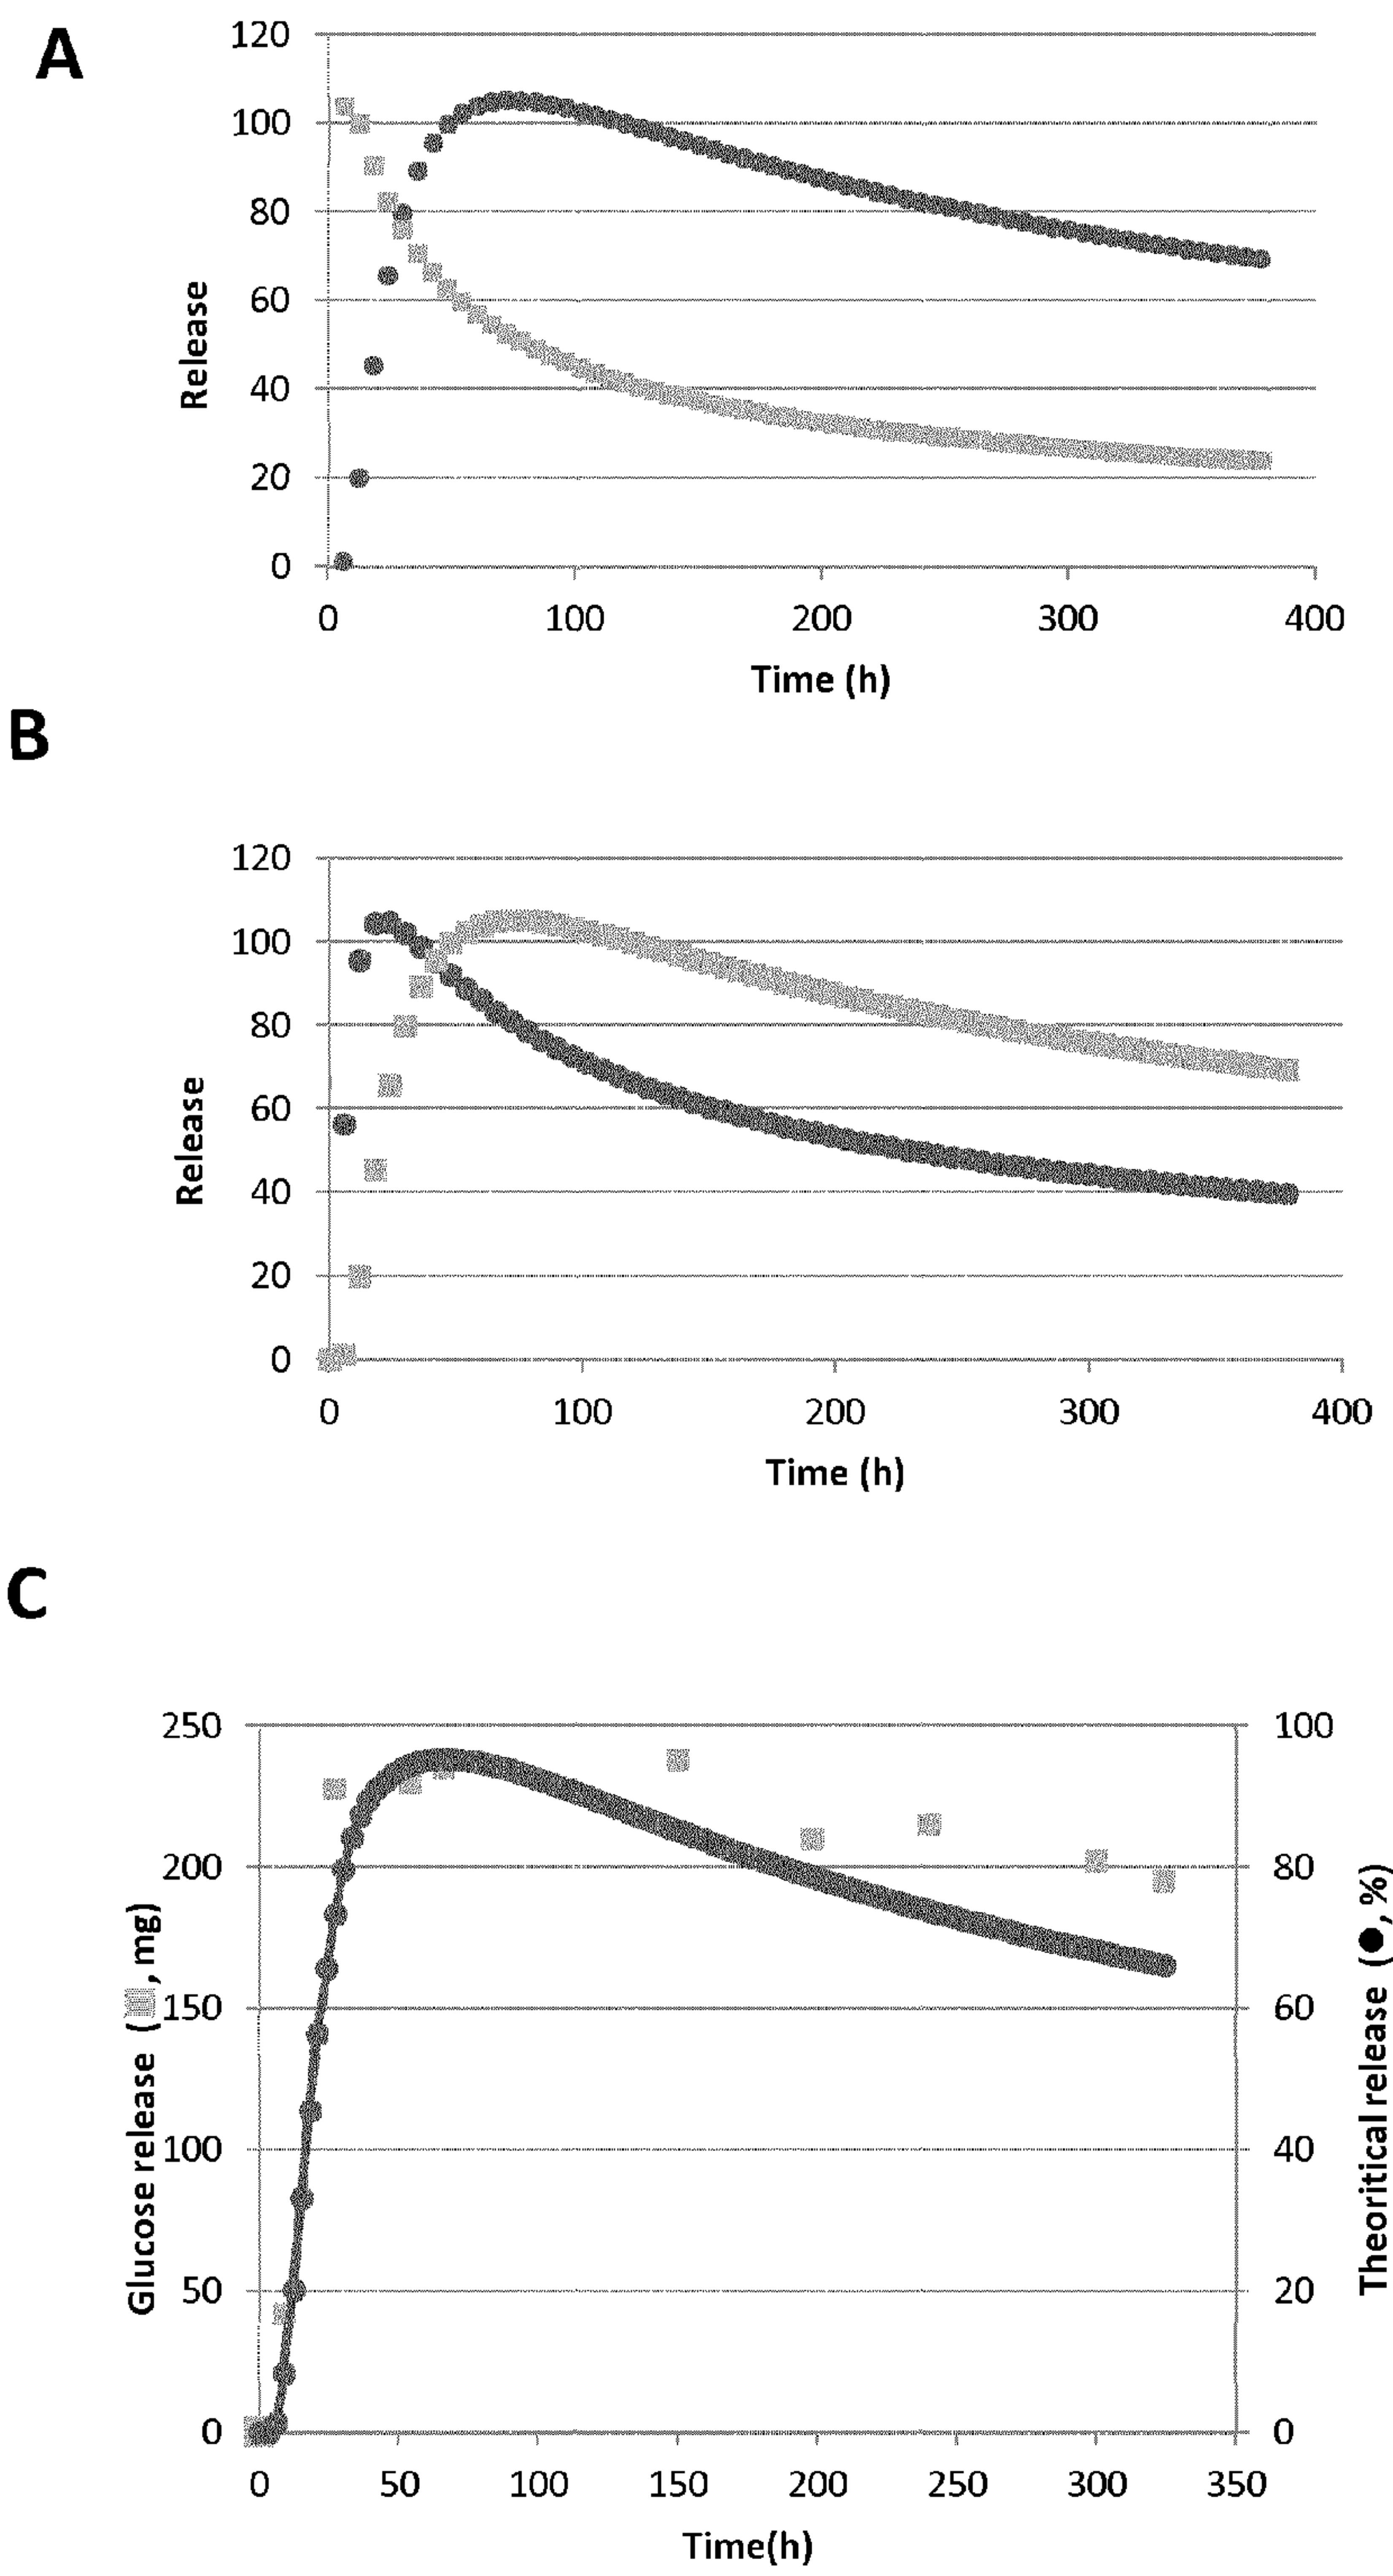 A
120
100
80
60
40
20
0
Release
0 100 200 300 400
Time (h)
B
120
100
80
60
40
20
0
Release
0 100 200 300 400
Time (h)
C
250
200
150
100
50
0
Glucose release (■, mg)
100
80
60
40
20
0
Theoritical release (●, %)
0 50 100 150 200 250 300 350
Time(h)